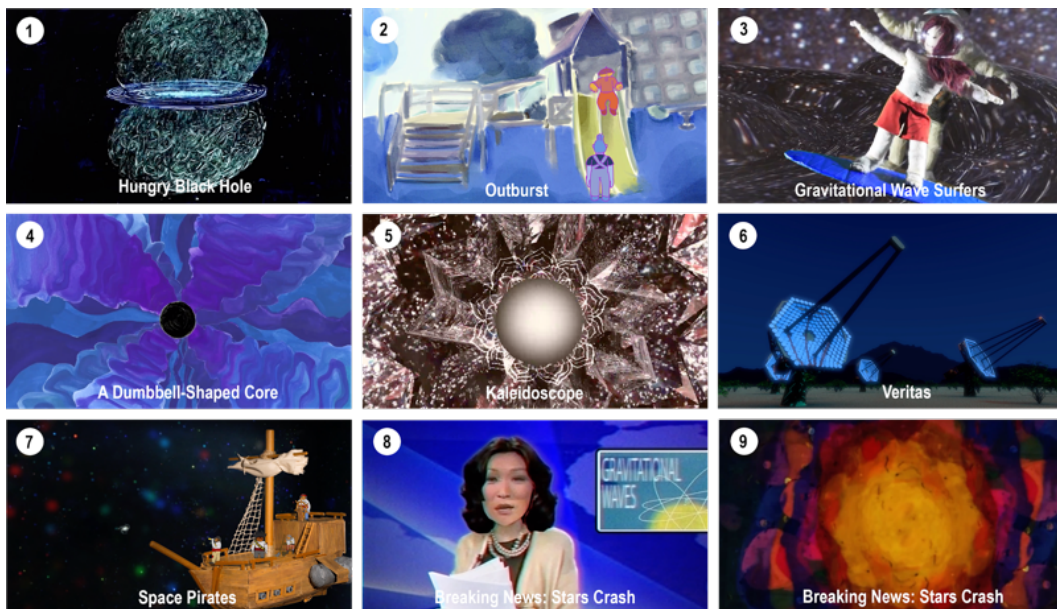 1
Hungry Black Hole
2
Outburst
3
Gravitational Wave Surfers
4
A Dumbbell-Shaped Core
5
Kaleidoscope
6
Veritas
7
Space Pirates
8
GRAVITATIONAL
WAVES
Breaking News: Stars Crash
9
Breaking News: Stars Crash